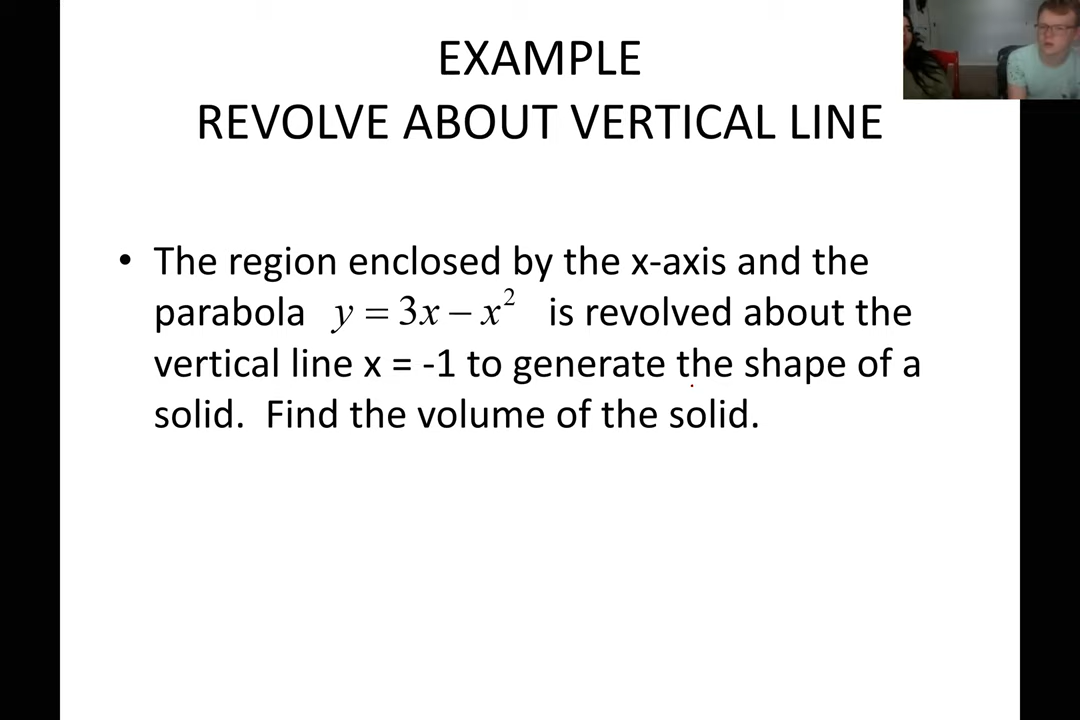 EXAMPLE
REVOLVE ABOUT VERTICAL LINE
• The region enclosed by the x-axis and the
parabola y = 3x − x² is revolved about the
vertical line x = -1 to generate the shape of a
solid. Find the volume of the solid.